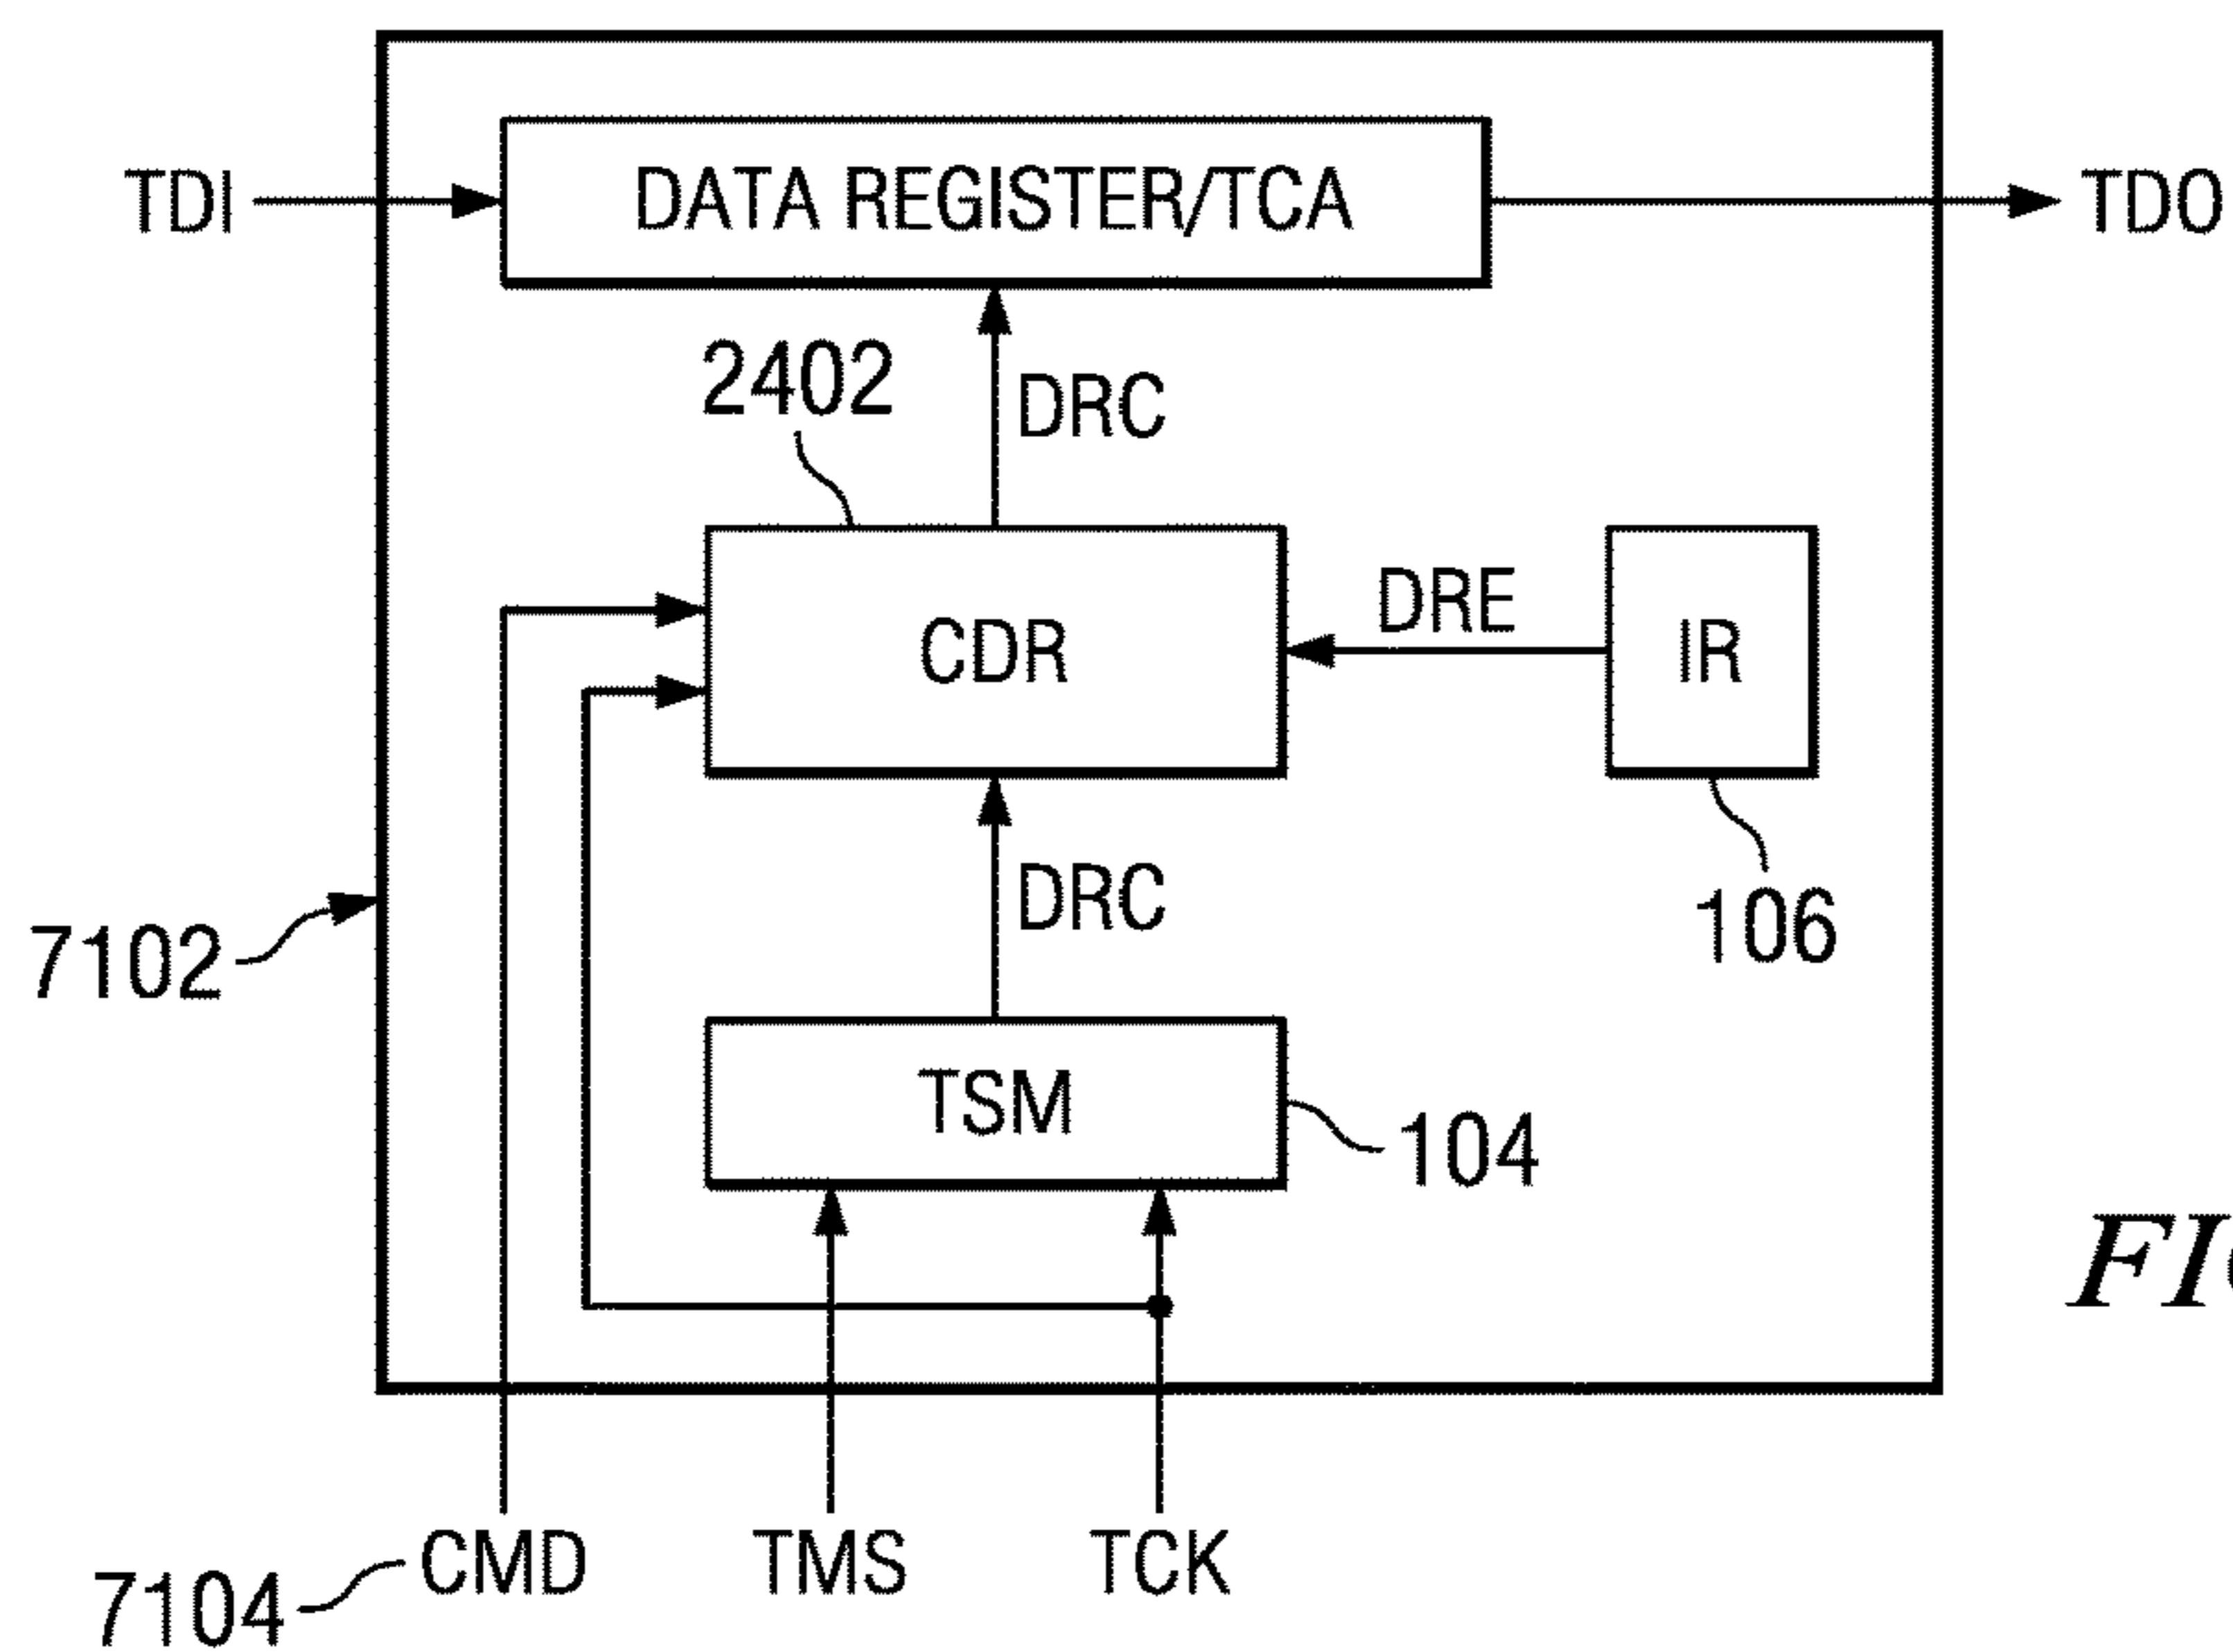 TDI
DATA REGISTER/TCA
TDO
2402
DRC
CDR
DRE
IR
DRC
106
7102
TSM
104
CMD
TMS
TCK
7104